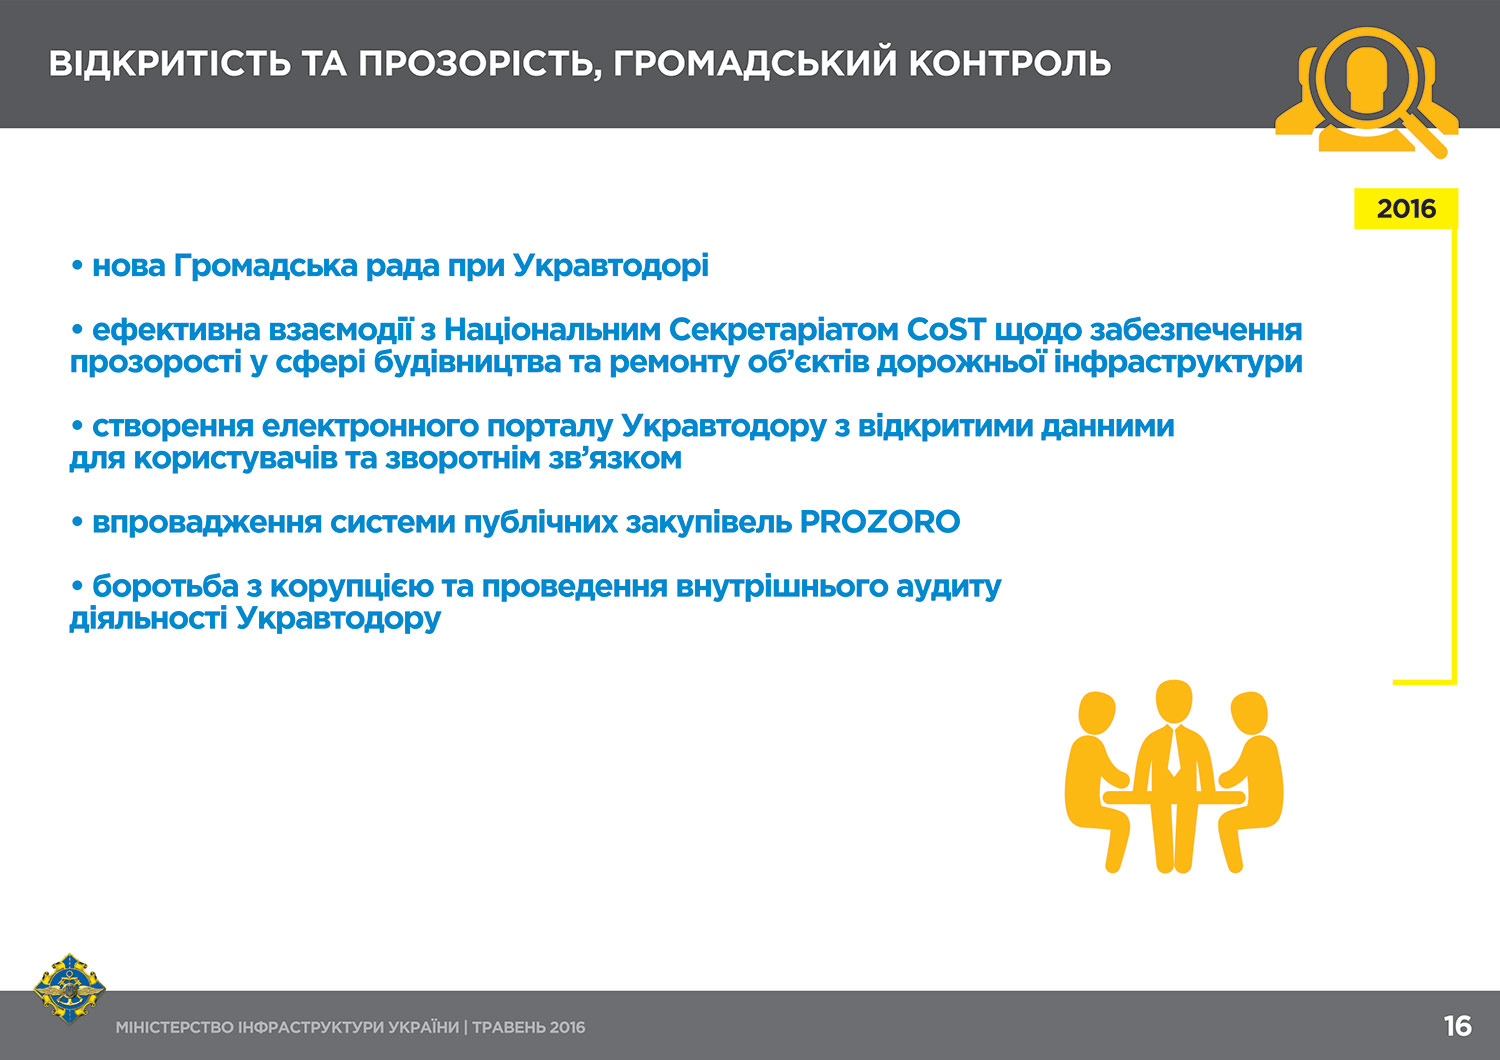 ВІДКРИТІСТЬ ТА ПРОЗОРІСТЬ, ГРОМАДСЬКИЙ КОНТРОЛЬ
2016
• нова Громадська рада при Укравтодорі
• ефективна взаємодії з Національним Секретаріатом CoST щодо забезпечення
прозорості у сфері будівництва та ремонту об’єктів дорожньої інфраструктури
• створення електронного порталу Укравтодору з відкритими данними
для користувачів та зворотнім зв’язком
• впровадження системи публічних закупівель PROZORO
• боротьба з корупцією та проведення внутрішнього аудиту
діяльності Укравтодору
МІНІСТЕРСТВО ІНФРАСТРУКТУРИ УКРАЇНИ | ТРАВЕНЬ 2016
16